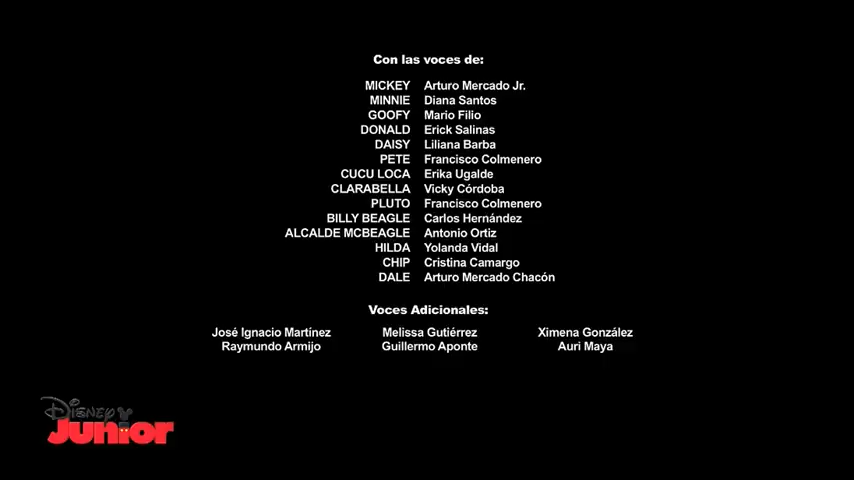 Con las voces de:
MICKEY Arturo Mercado Jr.
MINNIE Diana Santos
GOOFY Mario Filio
DONALD Erick Salinas
DAISY Liliana Barba
PETE Francisco Colmenero
CUCU LOCA Erika Ugalde
CLARABELLA Vicky Córdoba
PLUTO Francisco Colmenero
BILLY BEAGLE Carlos Hernández
ALCALDE MCBEAGLE Antonio Ortiz
HILDA Yolanda Vidal
CHIP Cristina Camargo
DALE Arturo Mercado Chacón
Voces Adicionales:
José Ignacio Martínez Melissa Gutiérrez Ximena González
Raymundo Armijo Guillermo Aponte Auri Maya
Disney
Junior